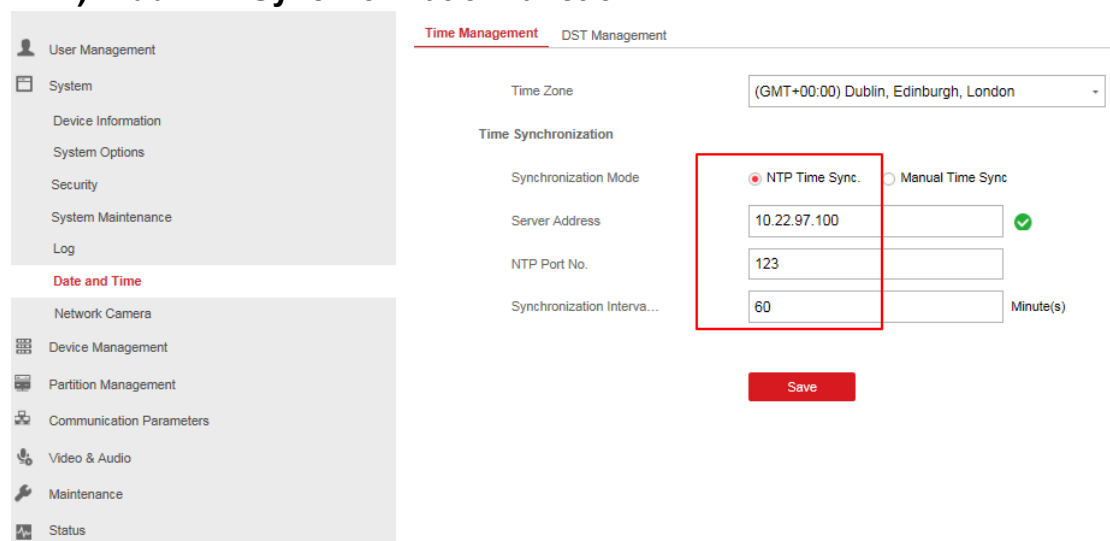 Time Management DST Management
User Management
System
Device Information
System Options
Security
System Maintenance
Log
Date and Time
Network Camera
Device Management
Partition Management
Communication Parameters
Video & Audio
Maintenance
Status
Time Zone (GMT+00:00) Dublin, Edinburgh, London
Time Synchronization
Synchronization Mode NTP Time Sync. Manual Time Sync
Server Address 10.22.97.100
NTP Port No. 123
Synchronization Interva... 60 Minute(s)
Save